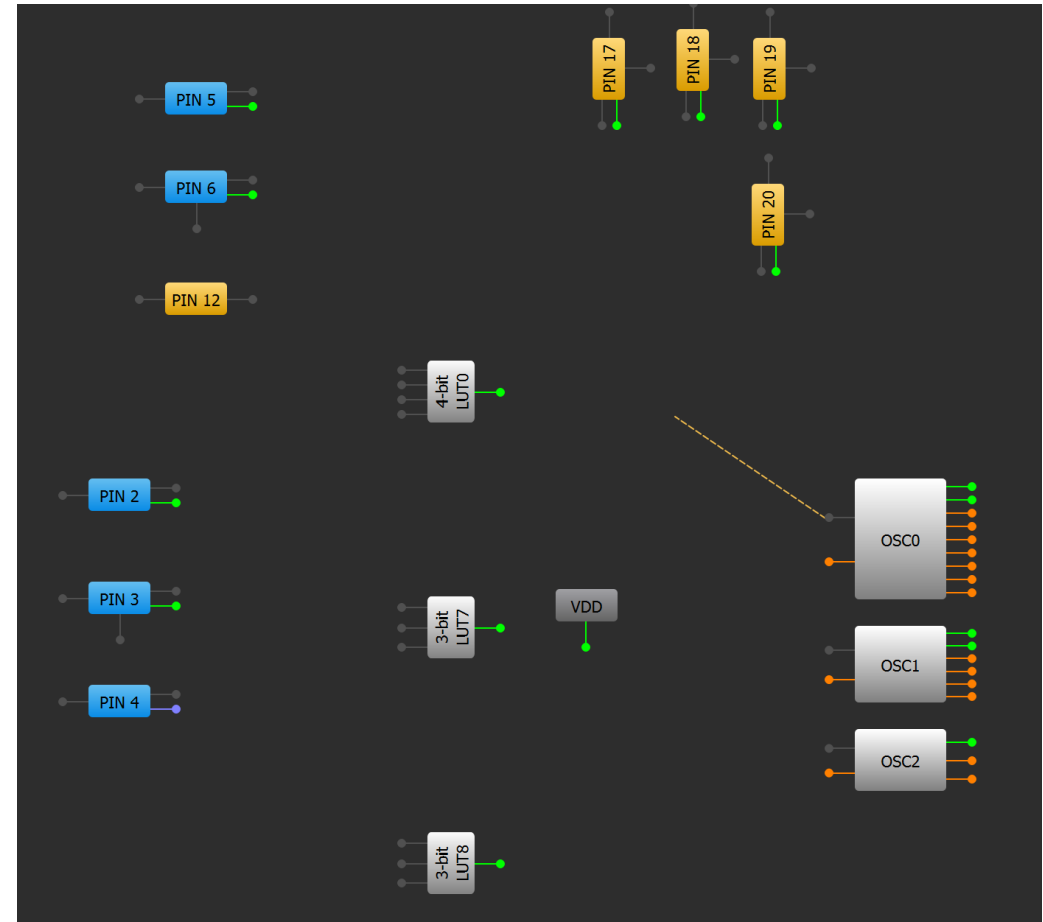 PIN 17
PIN 18
PIN 19
PIN 5
PIN 6
PIN 20
PIN 12
4-bit
LUT0
PIN 2
OSC0
PIN 3
3-bit
LUT7
VDD
OSC1
PIN 4
OSC2
3-bit
LUT8